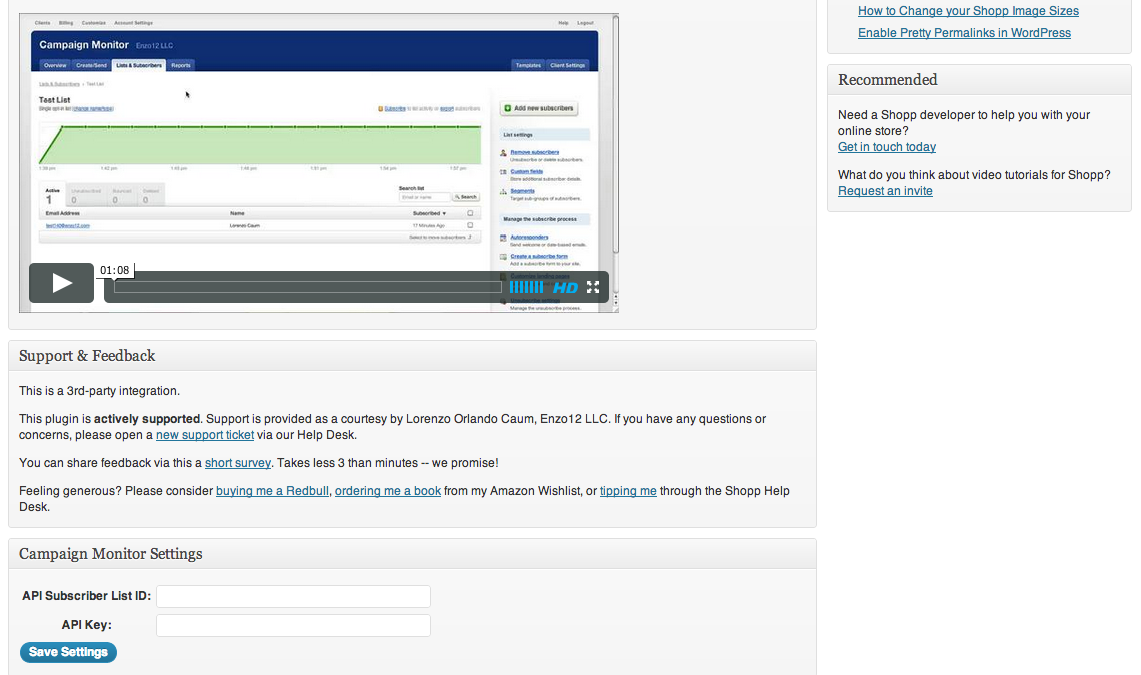 Clients Billing Customise Account Settings Help Logout
Campaign Monitor Enzo12 LLC
Overview Create/Send Lists & Subscribers Reports Templates Client Settings
Lists & Subscribers › Test List
Test List
Single opt-in list (change name/type)
Subscribe to list activity or export subscribers
1:39 pm 1:42 pm 1:45 pm 1:48 pm 1:51 pm 1:54 pm 1:57 pm
Active Unsubscribed Bounced Deleted
1 0 0 0
Search list
Email or name Search
Email Address Name Subscribed ▼
Lorenzo Caum 17 Minutes Ago
Select to move subscribers
Add new subscribers
List settings
Remove subscribers
Unsubscribe or delete subscribers.
Custom fields
Store additional subscriber details.
Segments
Target sub-groups of subscribers.
Manage the subscribe process
Autoresponders
Send welcome or date-based emails.
Create a subscribe form
Add a subscribe form to your site.
Manage the unsubscribe process.
01:08
HD
How to Change your Shopp Image Sizes
Enable Pretty Permalinks in WordPress
Recommended
Need a Shopp developer to help you with your
online store?
Get in touch today
What do you think about video tutorials for Shopp?
Request an invite
Support & Feedback
This is a 3rd-party integration.
This plugin is actively supported. Support is provided as a courtesy by Lorenzo Orlando Caum, Enzo12 LLC. If you have any questions or
concerns, please open a new support ticket via our Help Desk.
You can share feedback via this a short survey. Takes less 3 than minutes -- we promise!
Feeling generous? Please consider buying me a Redbull, ordering me a book from my Amazon Wishlist, or tipping me through the Shopp Help
Desk.
Campaign Monitor Settings
API Subscriber List ID:
API Key:
Save Settings